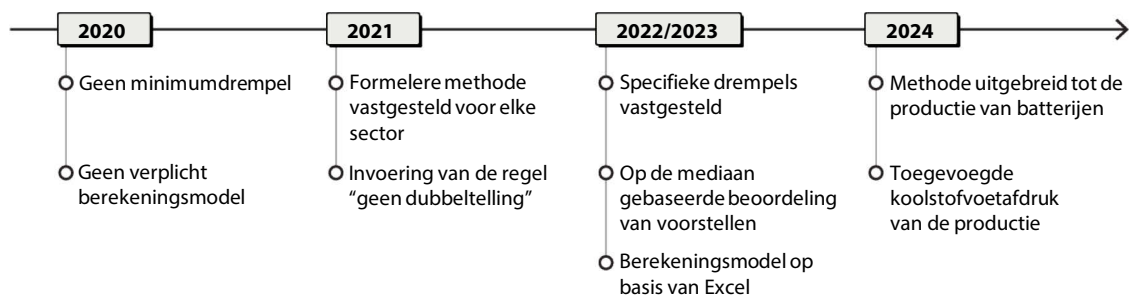 2020
Geen minimumdrempel
Geen verplicht
berekeningsmodel
2021
Formelere methode
vastgesteld voor elke
sector
Invoering van de regel
“geen dubbeltelling”
2022/2023
Specifieke drempels
vastgesteld
Op de mediaan
gebaseerde beoordeling
van voorstellen
Berekeningsmodel op
basis van Excel
2024
Methode uitgebreid tot de
productie van batterijen
Toegevoegde
koolstofvoetafdruk
van de productie